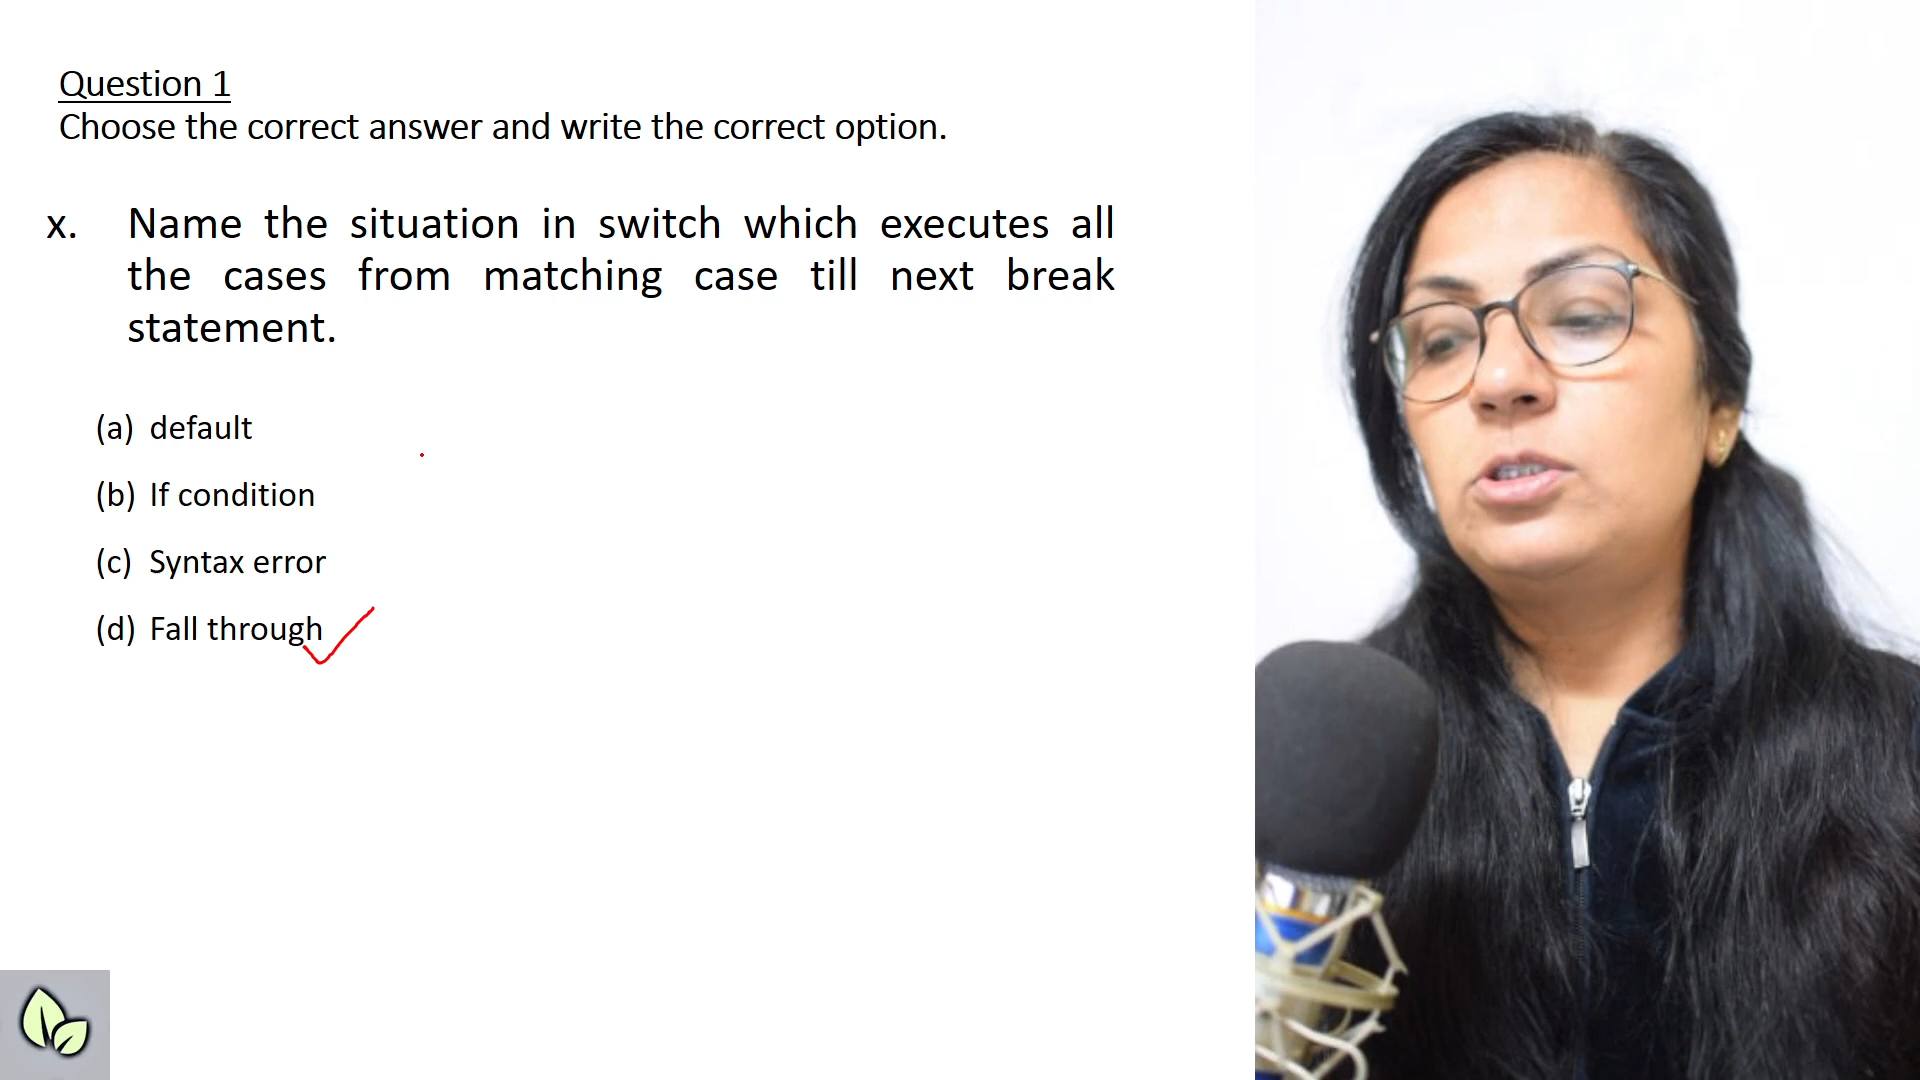 Question 1
Choose the correct answer and write the correct option.
x. Name the situation in switch which executes all
the cases from matching case till next break
statement.
(a) default
(b) If condition
(c) Syntax error
(d) Fall through